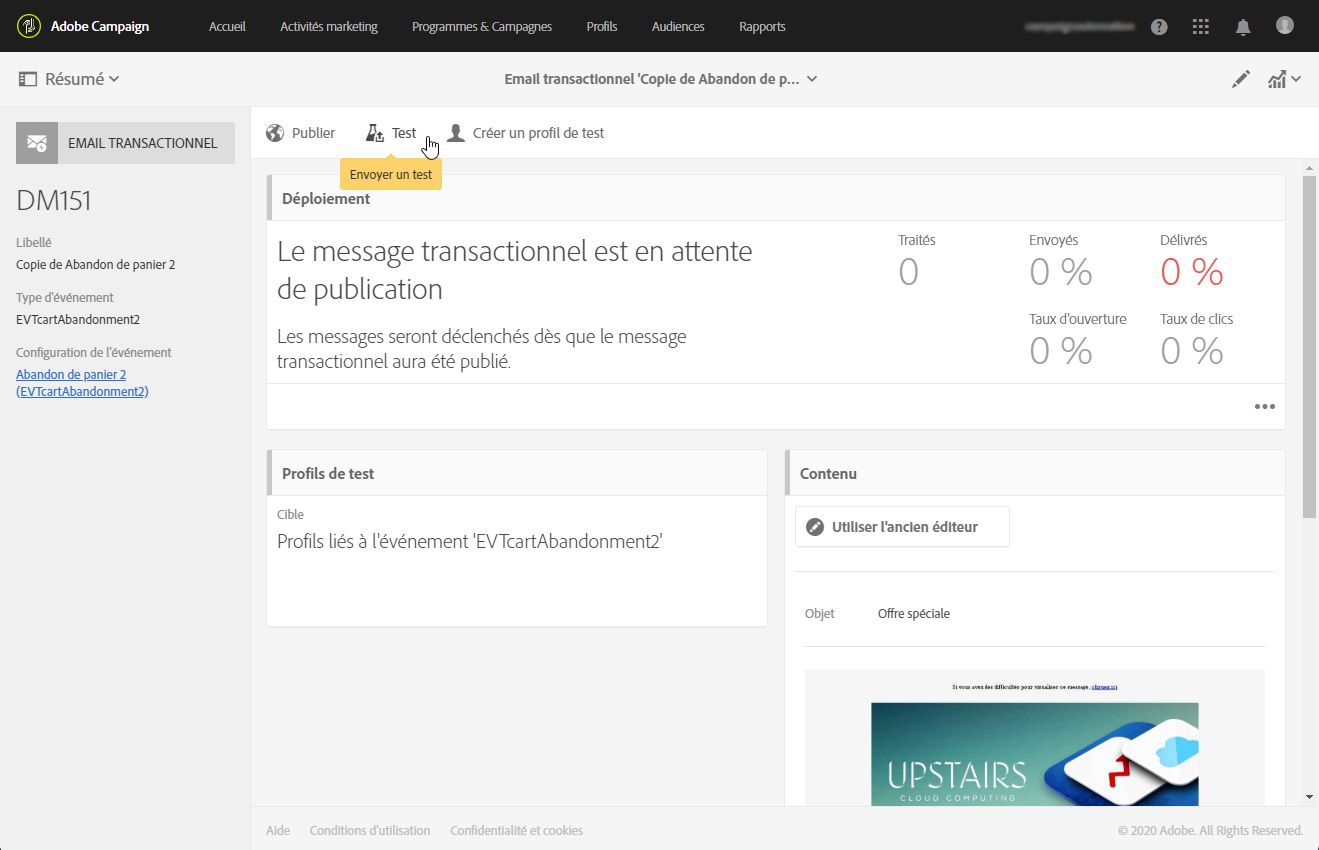 Adobe Campaign
Accueil
Activités marketing
Programmes & Campagnes
Profils
Audiences
Rapports
Résumé
Email transactionnel 'Copie de Abandon de p...
EMAIL TRANSACTIONNEL
DM151
Libellé
Copie de Abandon de panier 2
Type d'événement
EVTcartAbandonment2
Configuration de l'événement
Abandon de panier 2
(EVTcartAbandonment2)
Publier
Test
Créer un profil de test
Envoyer un test
Déploiement
Le message transactionnel est en attente
de publication
Les messages seront déclenchés dès que le message
transactionnel aura été publié.
Traités
0
Envoyés
0 %
Délivrés
0 %
Taux d'ouverture
0 %
Taux de clics
0 %
Profils de test
Cible
Profils liés à l'événement 'EVTcartAbandonment2'
Contenu
Utiliser l'ancien éditeur
Objet
Offre spéciale
Si vous avez des difficultés pour visualiser ce message, cliquez ici
UPSTAIRS
CLOUD COMPUTING
Aide
Conditions d'utilisation
Confidentialité et cookies
© 2020 Adobe. All Rights Reserved.